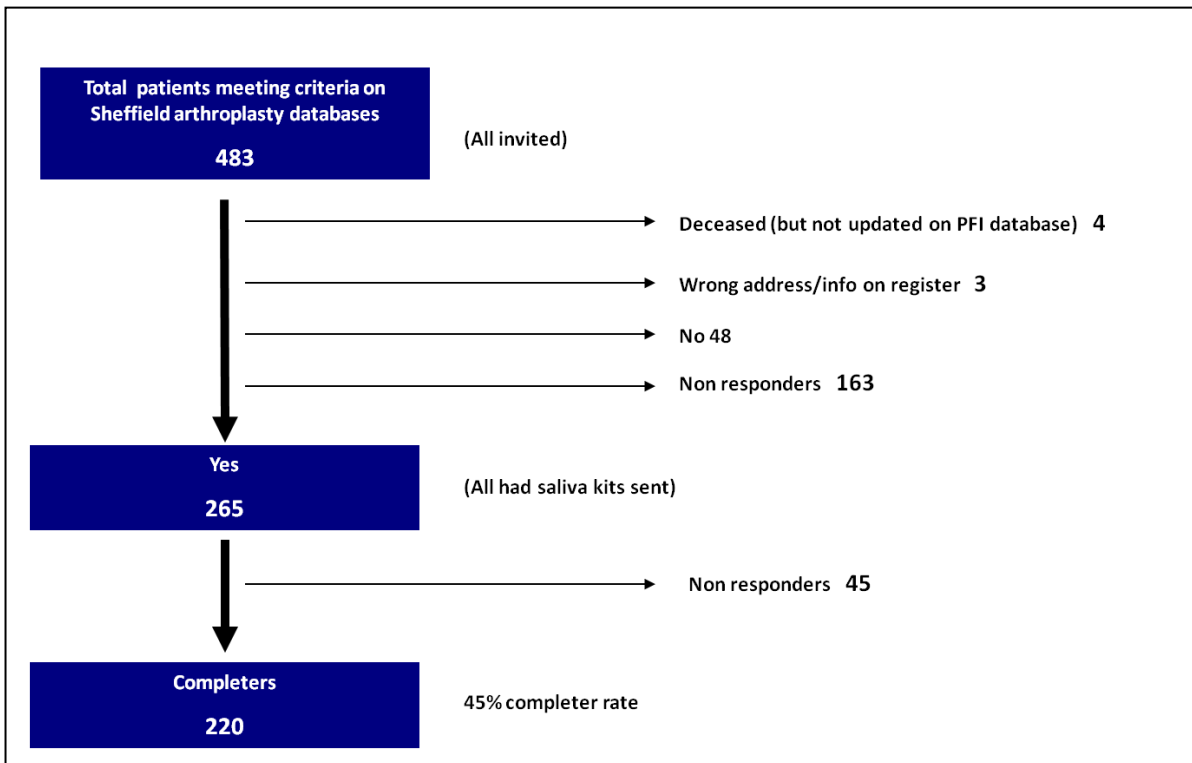 Total patients meeting criteria on
Sheffield arthroplasty databases
483
(All invited)
Deceased (but not updated on PFI database) 4
Wrong address/info on register 3
No 48
Non responders 163
Yes
265
(All had saliva kits sent)
Non responders 45
Completers
220
45% completer rate